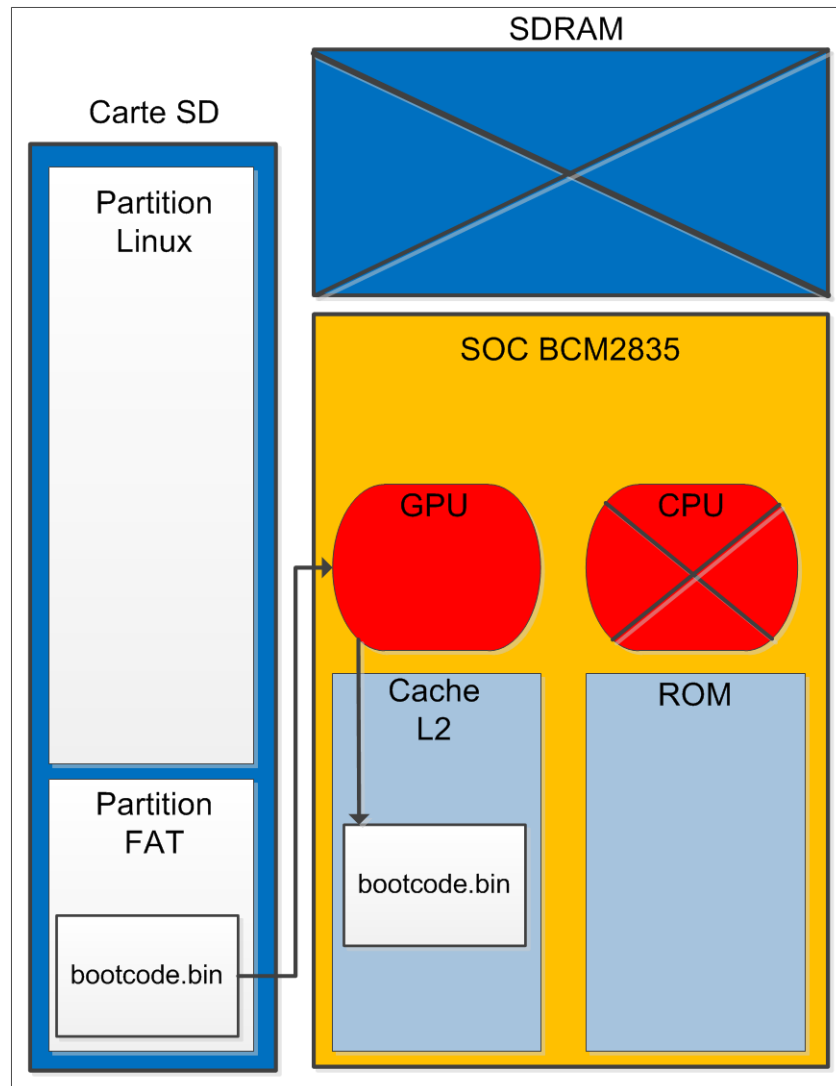 SDRAM
Carte SD
Partition
Linux
SOC BCM2835
GPU
CPU
Cache
L2
ROM
Partition
FAT
bootcode.bin
bootcode.bin